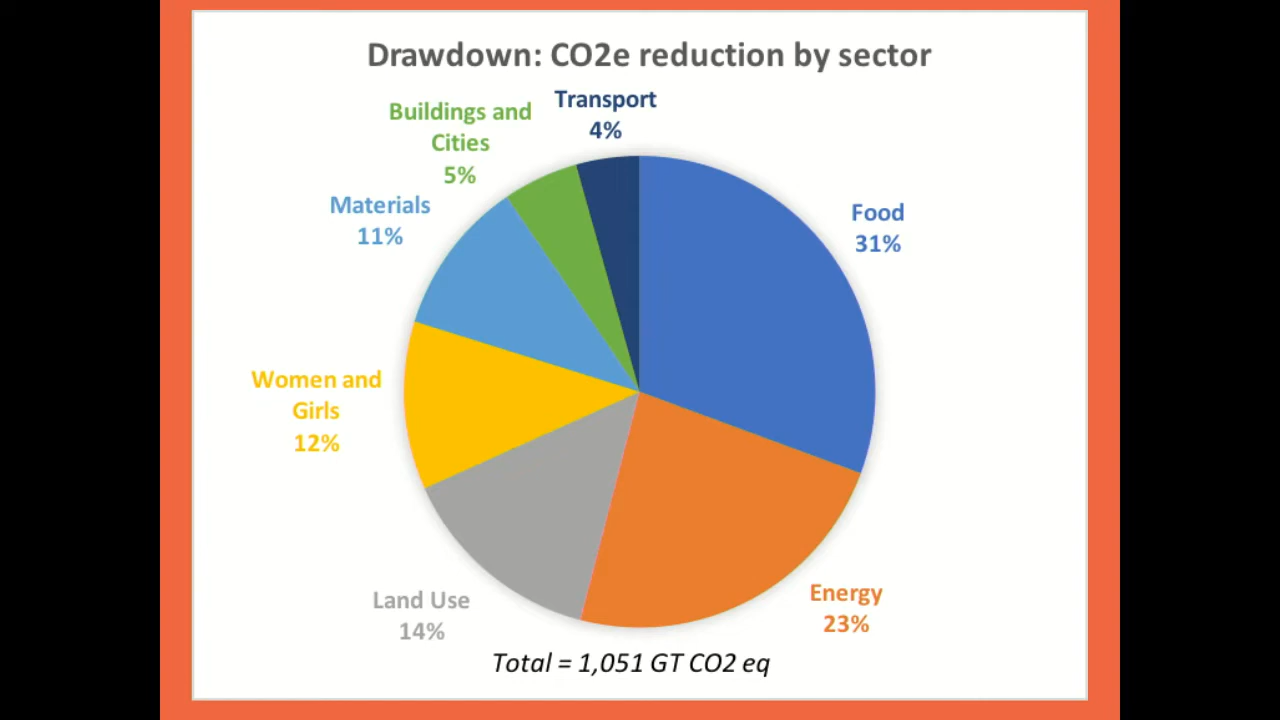 Drawdown: CO2e reduction by sector
Transport
4%
Buildings and
Cities
5%
Materials
11%
Food
31%
Women and
Girls
12%
Land Use
14%
Energy
23%
Total = 1,051 GT CO2 eq